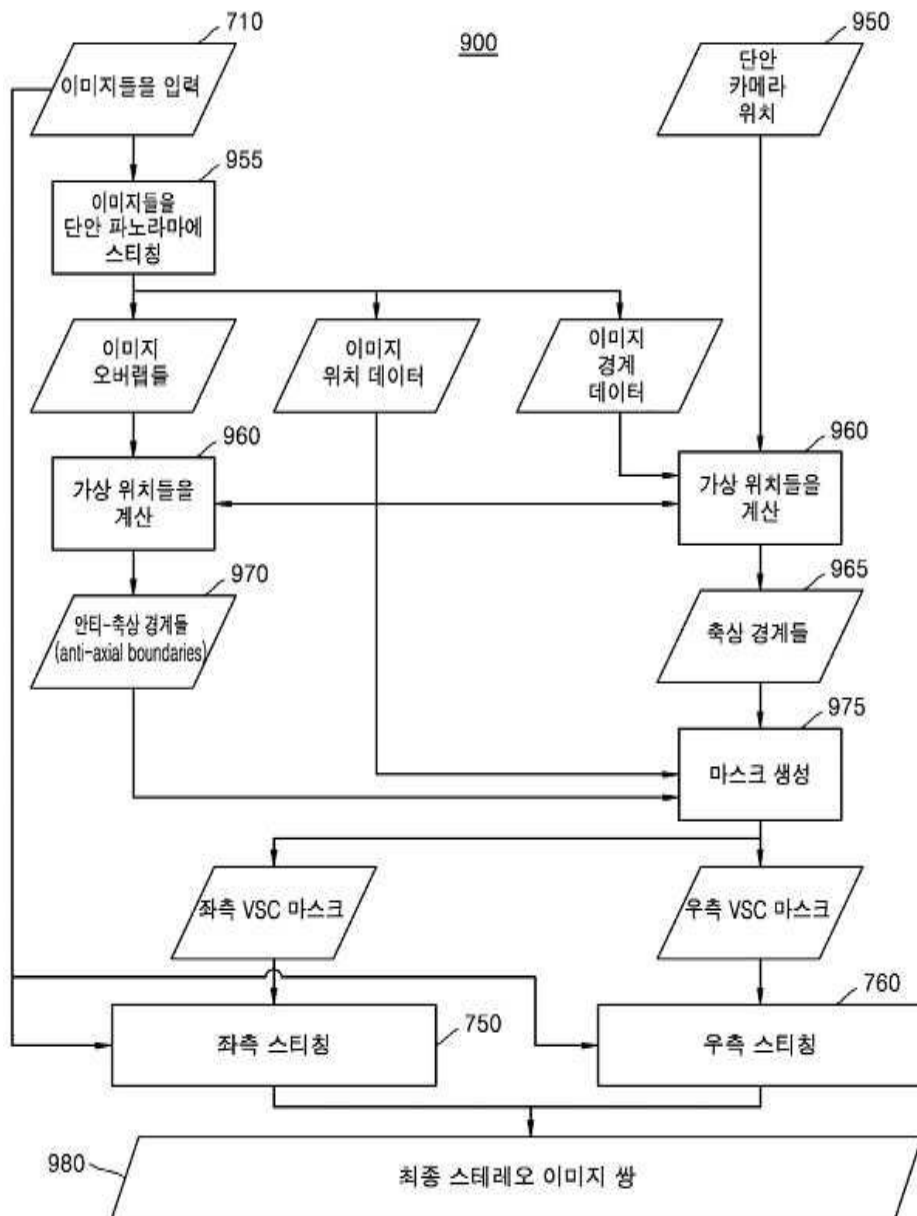 710
900
950
이미지들을 입력
단안
카메라
위치
955
이미지들을
단안 파노라마에
스티칭
이미지
오버랩들
이미지
위치 데이터
이미지
경계
데이터
960
가상 위치들을
계산
960
가상 위치들을
계산
970
안티-축상 경계들
(anti-axial boundaries)
965
축상 경계들
975
마스크 생성
좌측 VSC 마스크
우측 VSC 마스크
750
좌측 스티칭
760
우측 스티칭
980
최종 스테레오 이미지 쌍